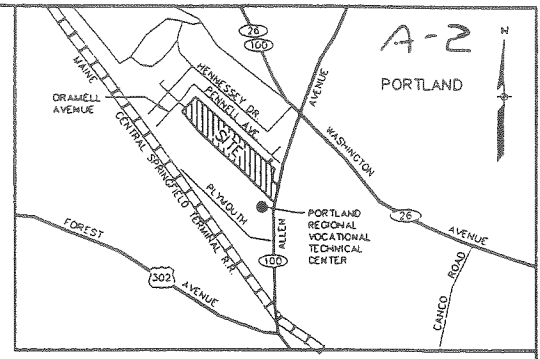 A-2
N
PORTLAND
26
100
HENNESSEY DR.
PENNELL AVE.
AVENUE
DRAMELL
AVENUE
SITE
MAINE
CENTRAL SPRINGFIELD TERMINAL R.R.
WASHINGTON
AVENUE
26
PLYMOUTH
ALLEN
PORTLAND
REGIONAL
VOCATIONAL
TECHNICAL
CENTER
100
FOREST
AVENUE
302
CANCO
ROAD